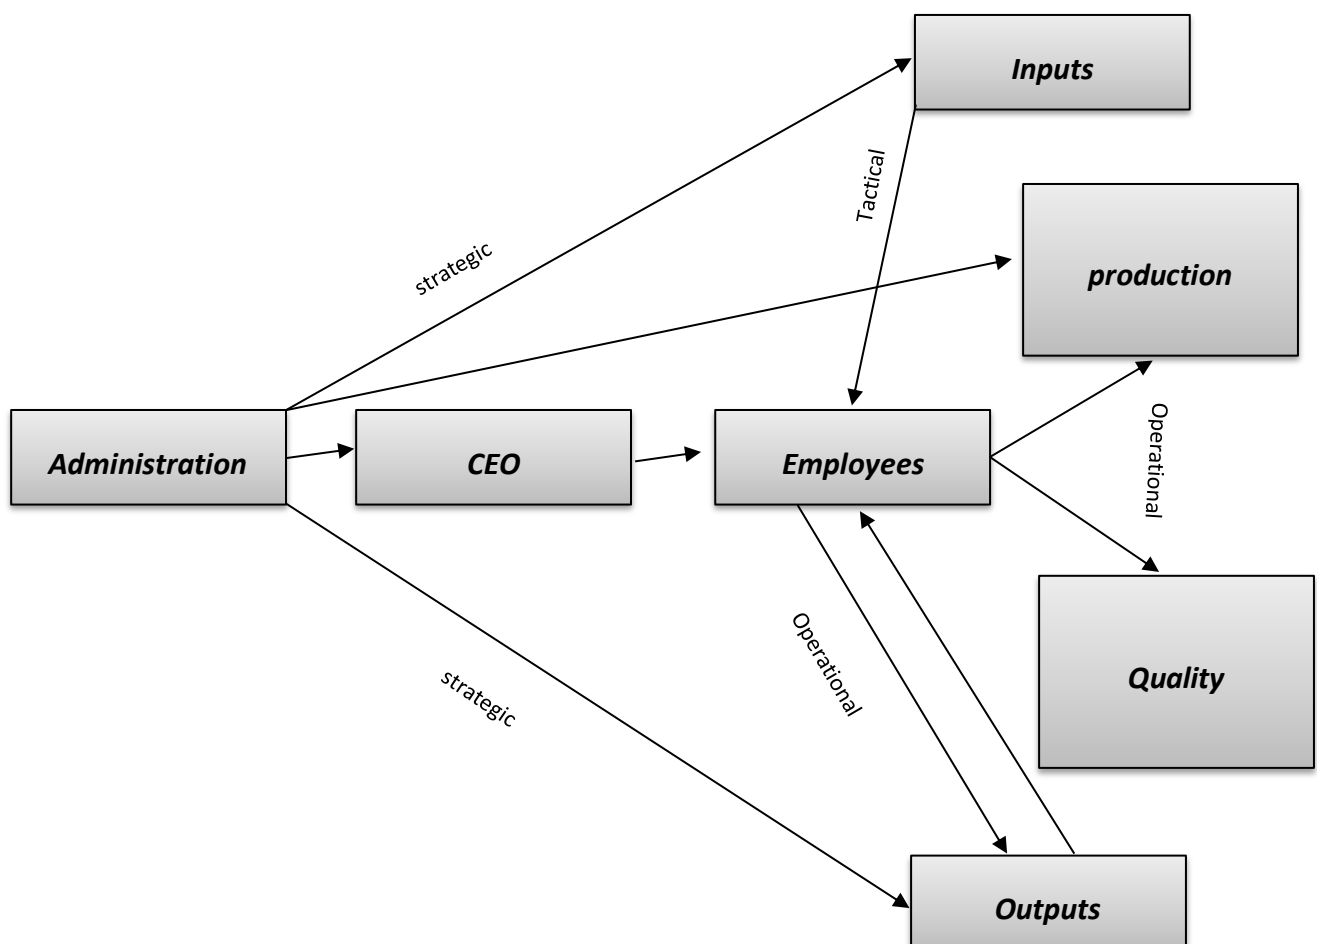 Inputs
Tactical
strategic
production
Administration
CEO
Employees
Operational
Operational
strategic
Quality
Outputs